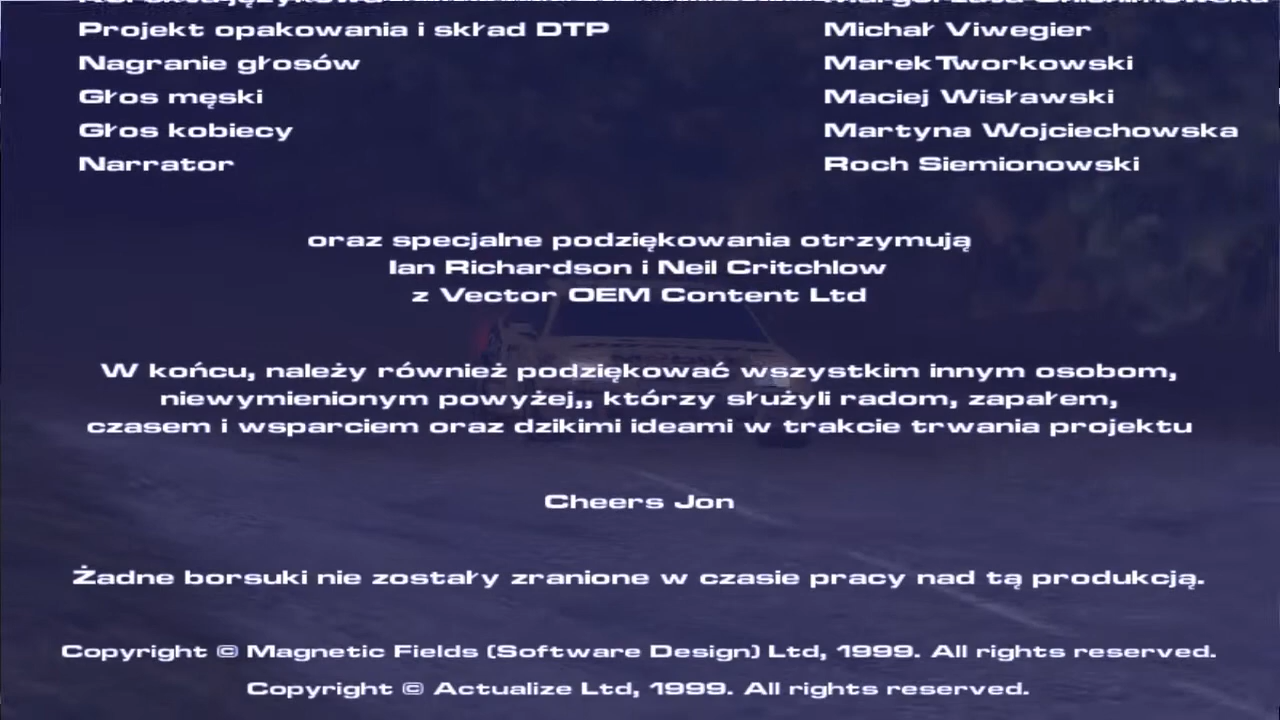 Projekt opakowania i skład DTP Michał Viwegier
Nagranie głosów Marek Tworkowski
Głos męski Maciej Wisławski
Głos kobiecy Martyna Wojciechowska
Narrator Roch Siemionowski
oraz specjalne podziękowania otrzymują
Ian Richardson i Neil Critchlow
z Vector OEM Content Ltd
W końcu, należy również podziękować wszystkim innym osobom,
niewymienionym powyżej,, którzy służyli radom, zapałem,
czasem i wsparciem oraz dzikimi ideami w trakcie trwania projektu
Cheers Jon
Żadne borsuki nie zostały zranione w czasie pracy nad tą produkcją.
Copyright © Magnetic Fields (Software Design) Ltd, 1999. All rights reserved.
Copyright © Actualize Ltd, 1999. All rights reserved.